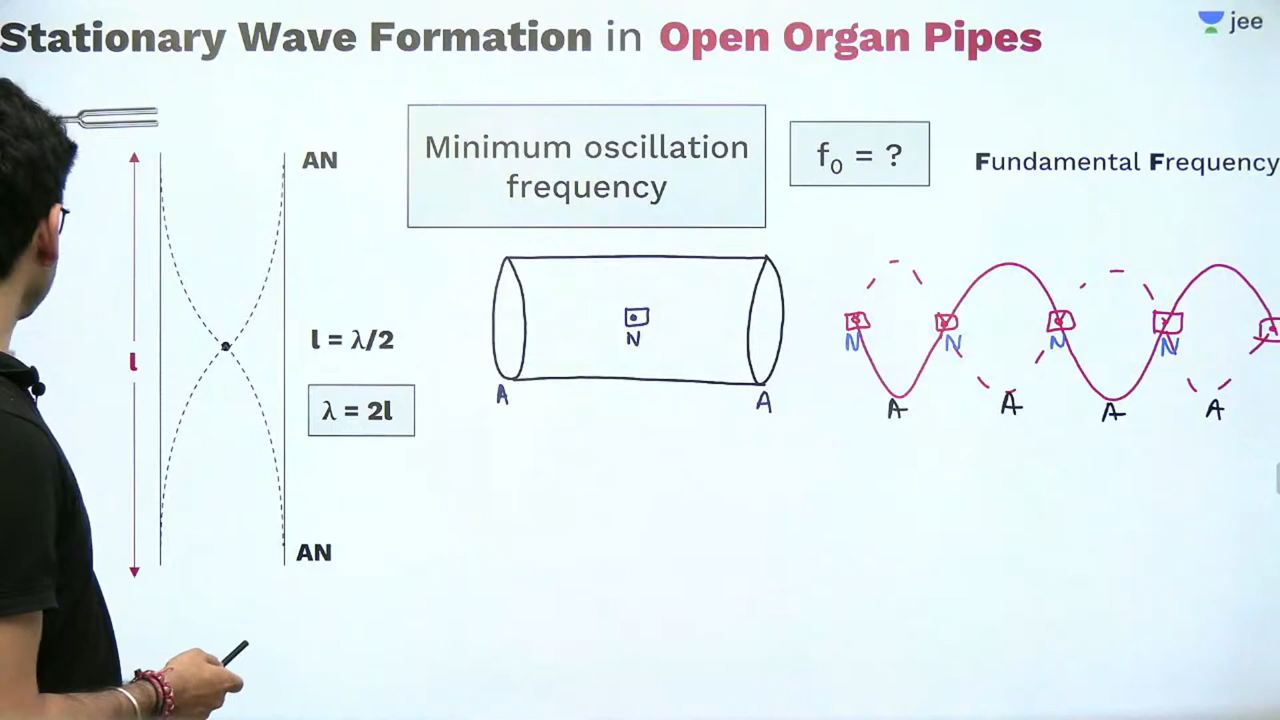 Stationary Wave Formation in Open Organ Pipes
jee
Minimum oscillation
frequency
f₀ = ?
Fundamental Frequency
AN
l
l = λ/2
λ = 2l
AN
N
A
A
N
N
N
N
A
A
A
A